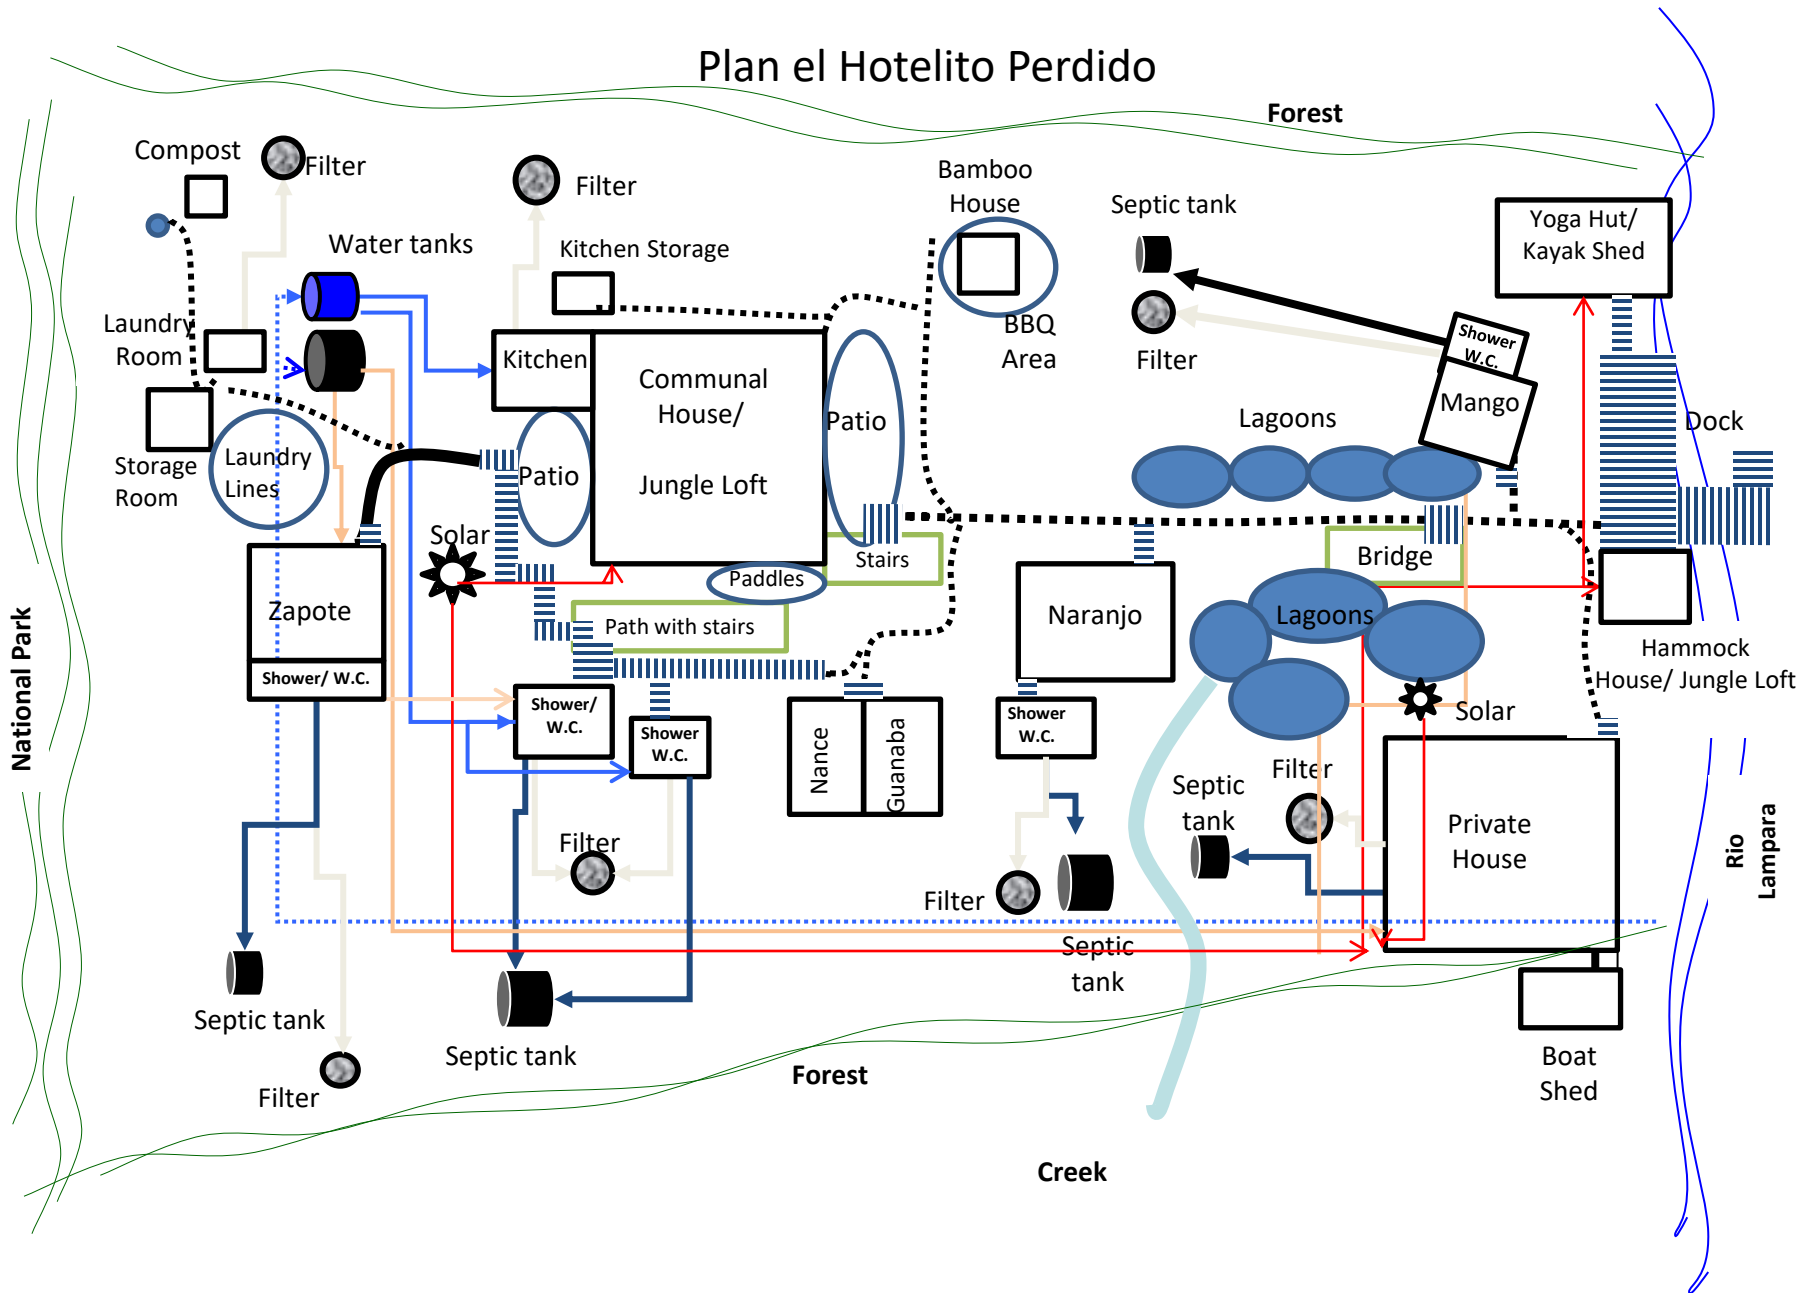 Plan el Hotelito Perdido
Forest
Compost
Filter
Filter
Bamboo
House
Septic tank
Yoga Hut/
Kayak Shed
Water tanks
Kitchen Storage
Laundry
Room
BBQ
Area
Filter
Shower
W.C.
Kitchen
Communal
House/
Jungle Loft
Patio
Mango
Lagoons
Dock
Storage
Room
Laundry
Lines
Patio
Solar
Stairs
Bridge
Paddles
Zapote
Path with stairs
Naranjo
Lagoons
Hammock
House/ Jungle Loft
National Park
Shower/ W.C.
Shower/
W.C.
Shower
W.C.
Nance
Guanaba
Shower
W.C.
Solar
Filter
Septic
tank
Private
House
Rio
Lampara
Filter
Filter
Septic
tank
Septic tank
Septic tank
Filter
Forest
Boat
Shed
Creek